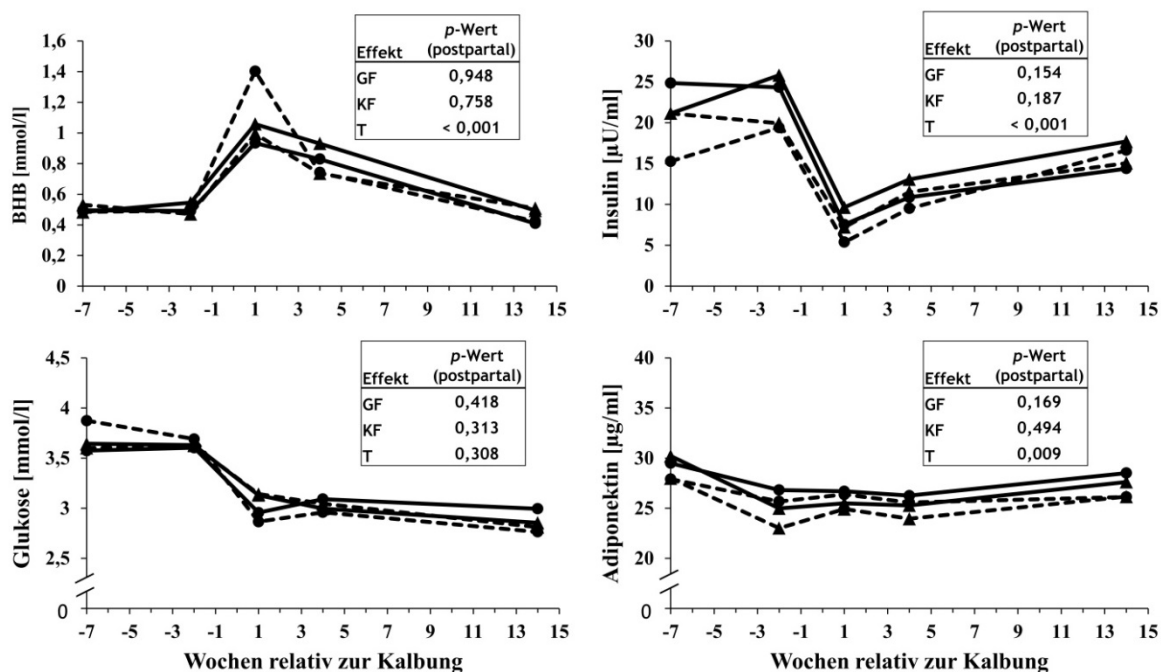 BHB [mmol/l]
1,6
1,4
1,2
1
0,8
0,6
0,4
0,2
0
-7 -5 -3 -1 1 3 5 7 9 11 13 15
p-Wert
Effekt (postpartal)
GF 0,948
KF 0,758
T < 0,001
Insulin [µU/ml]
30
25
20
15
10
5
0
-7 -5 -3 -1 1 3 5 7 9 11 13 15
p-Wert
Effekt (postpartal)
GF 0,154
KF 0,187
T < 0,001
Glukose [mmol/l]
4,5
4
3,5
3
2,5
0
-7 -5 -3 -1 1 3 5 7 9 11 13 15
Wochen relativ zur Kalbung
p-Wert
Effekt (postpartal)
GF 0,418
KF 0,313
T 0,308
Adiponektin [µg/ml]
40
35
30
25
20
0
-7 -5 -3 -1 1 3 5 7 9 11 13 15
Wochen relativ zur Kalbung
p-Wert
Effekt (postpartal)
GF 0,169
KF 0,494
T 0,009